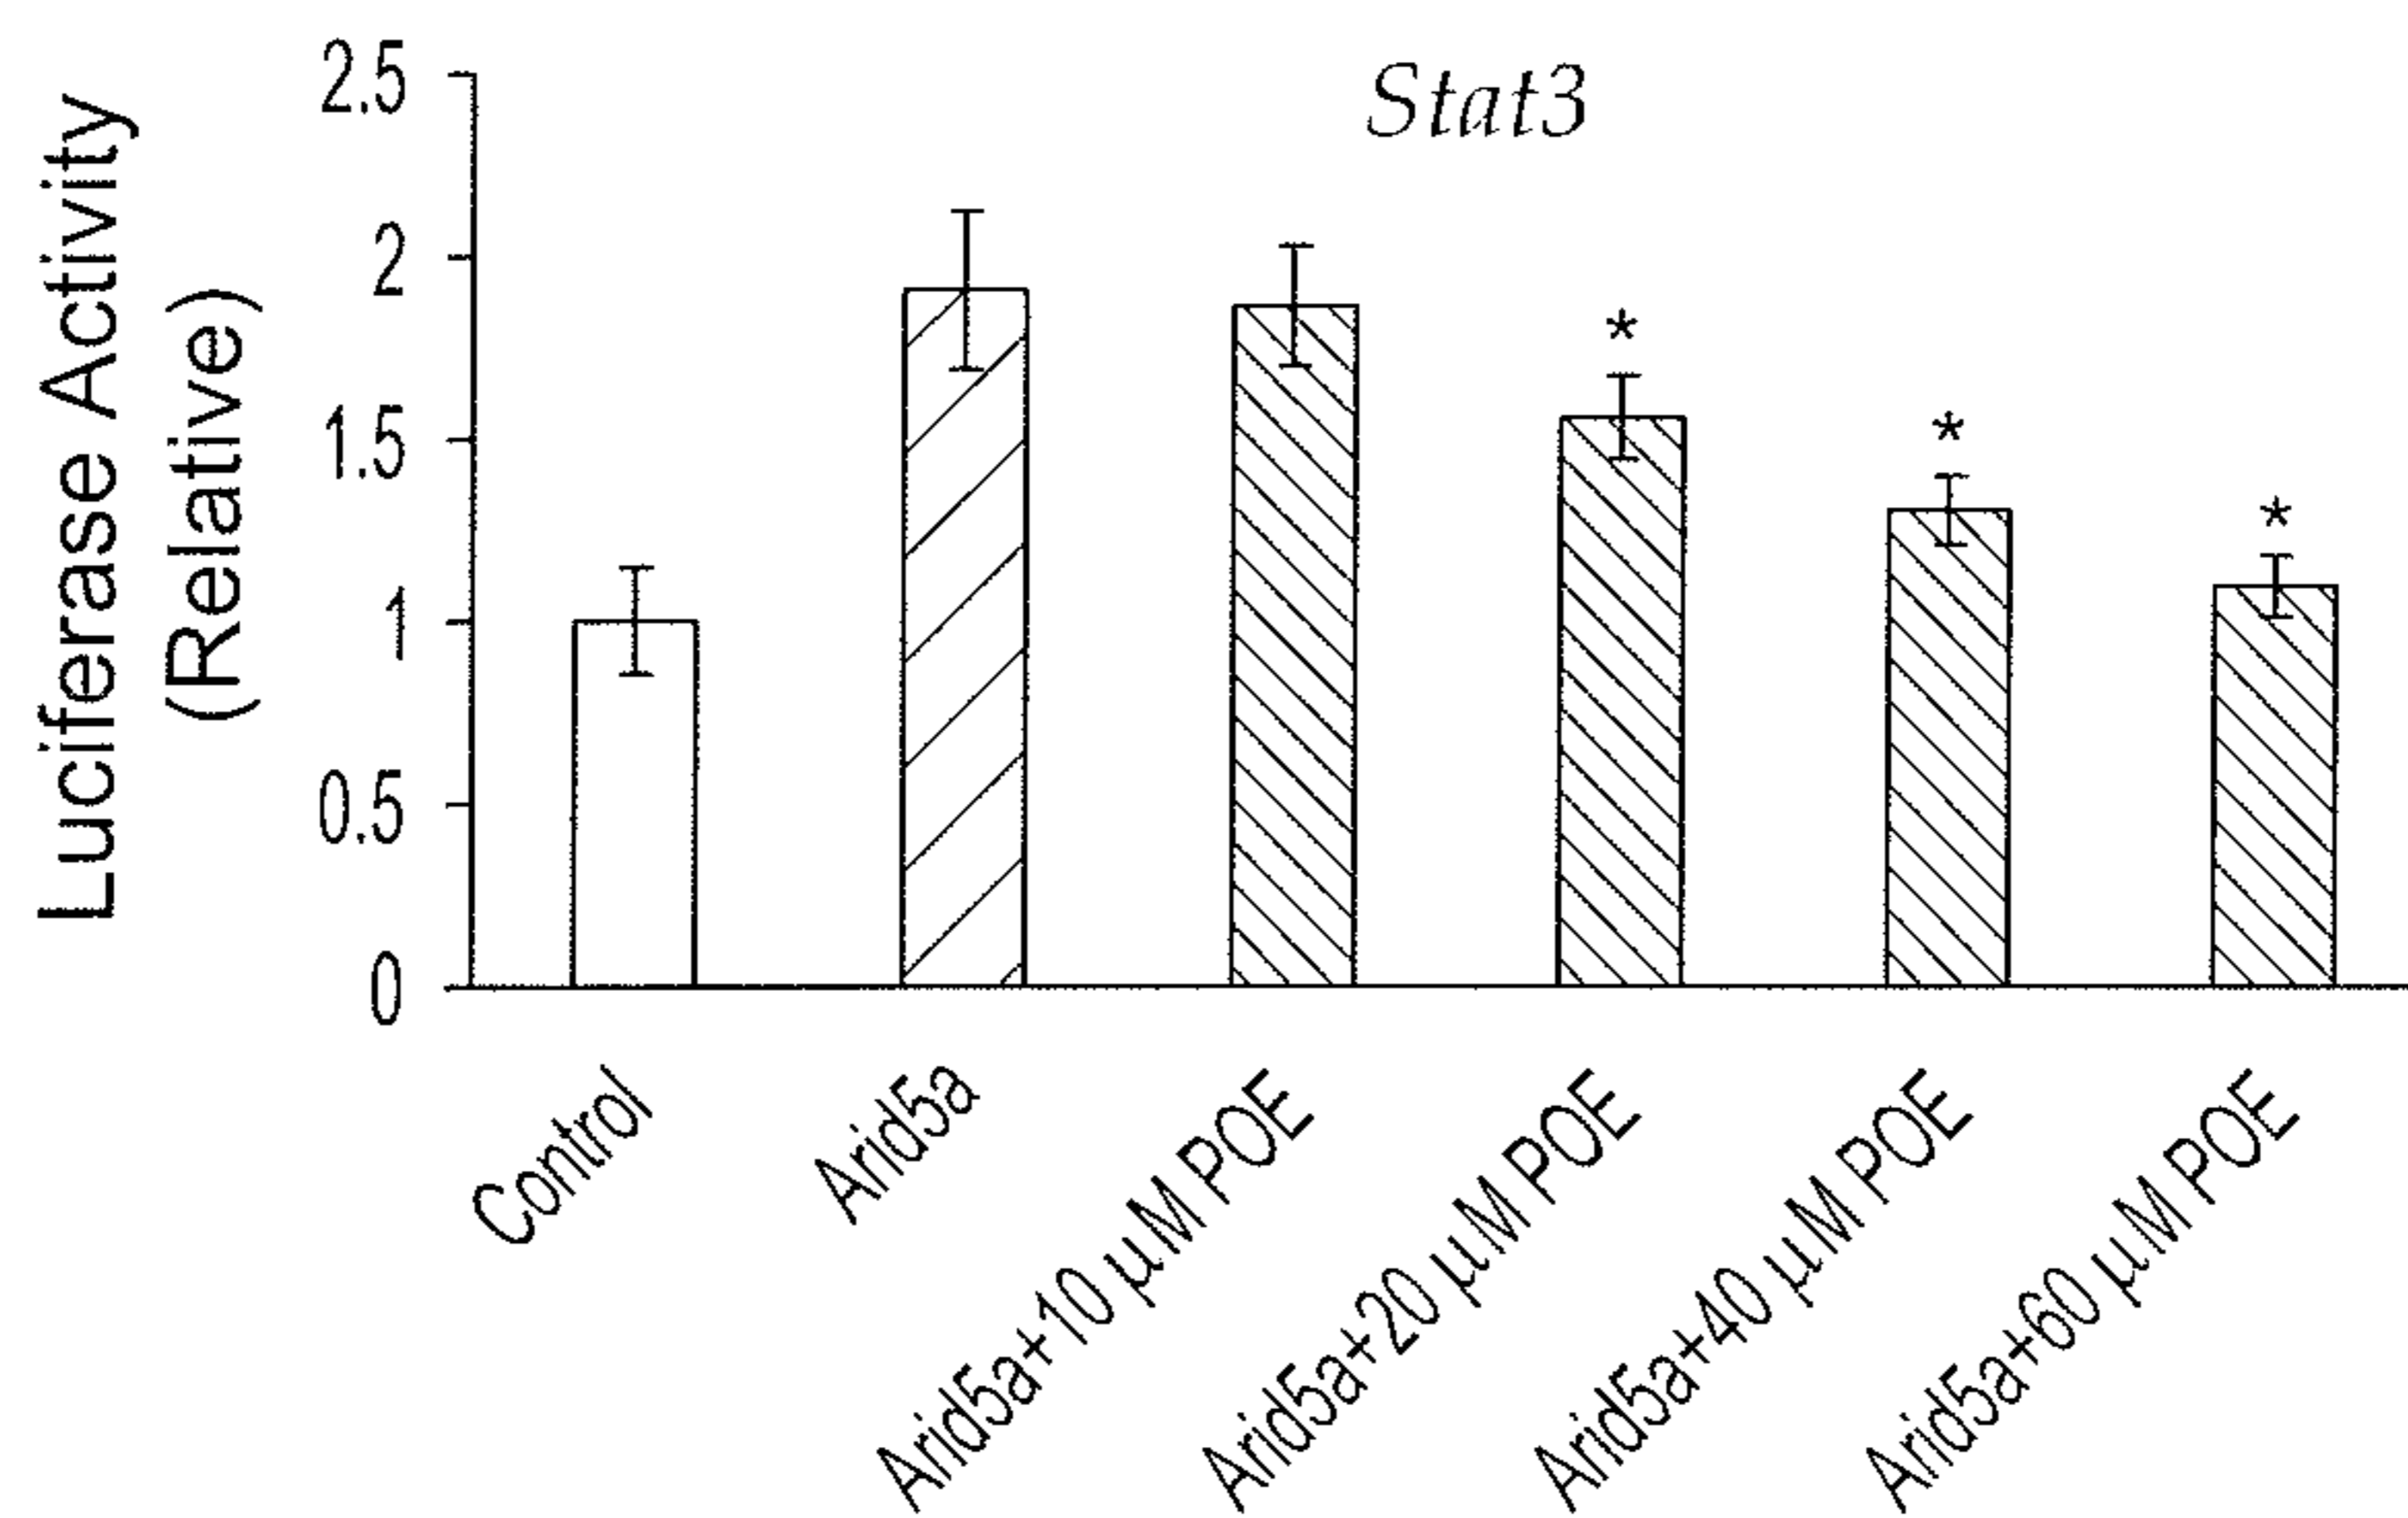 Stat3
Luciferase Activity
(Relative)
2.5
2
1.5
1
0.5
0
*
*
*
Control
Arid5a
Arid5a+10 μM POE
Arid5a+20 μM POE
Arid5a+40 μM POE
Arid5a+60 μM POE